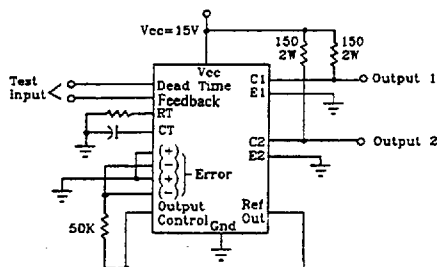 Vcc=15V
150
2W
150
2W
Test
input
Vcc
Dead Time
Feedback
RT
CT
(+)
(-)
(+)
(-)
Error
Output
Control
Gnd
C1
E1
C2
E2
Ref
Out
Output 1
Output 2
50K